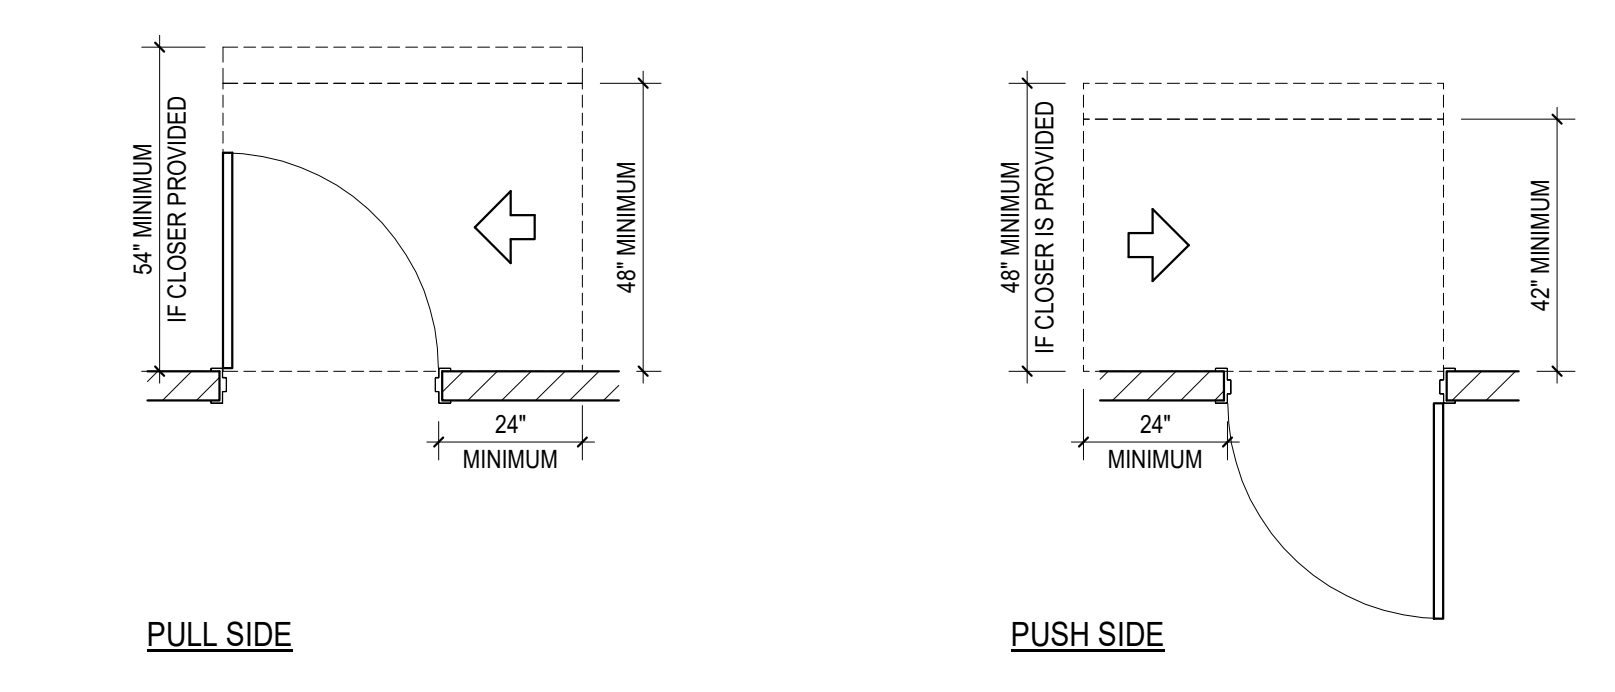 54" MINIMUM
IF CLOSER PROVIDED
48" MINIMUM
24"
MINIMUM
PULL SIDE
48" MINIMUM
IF CLOSER IS PROVIDED
42" MINIMUM
24"
MINIMUM
PUSH SIDE